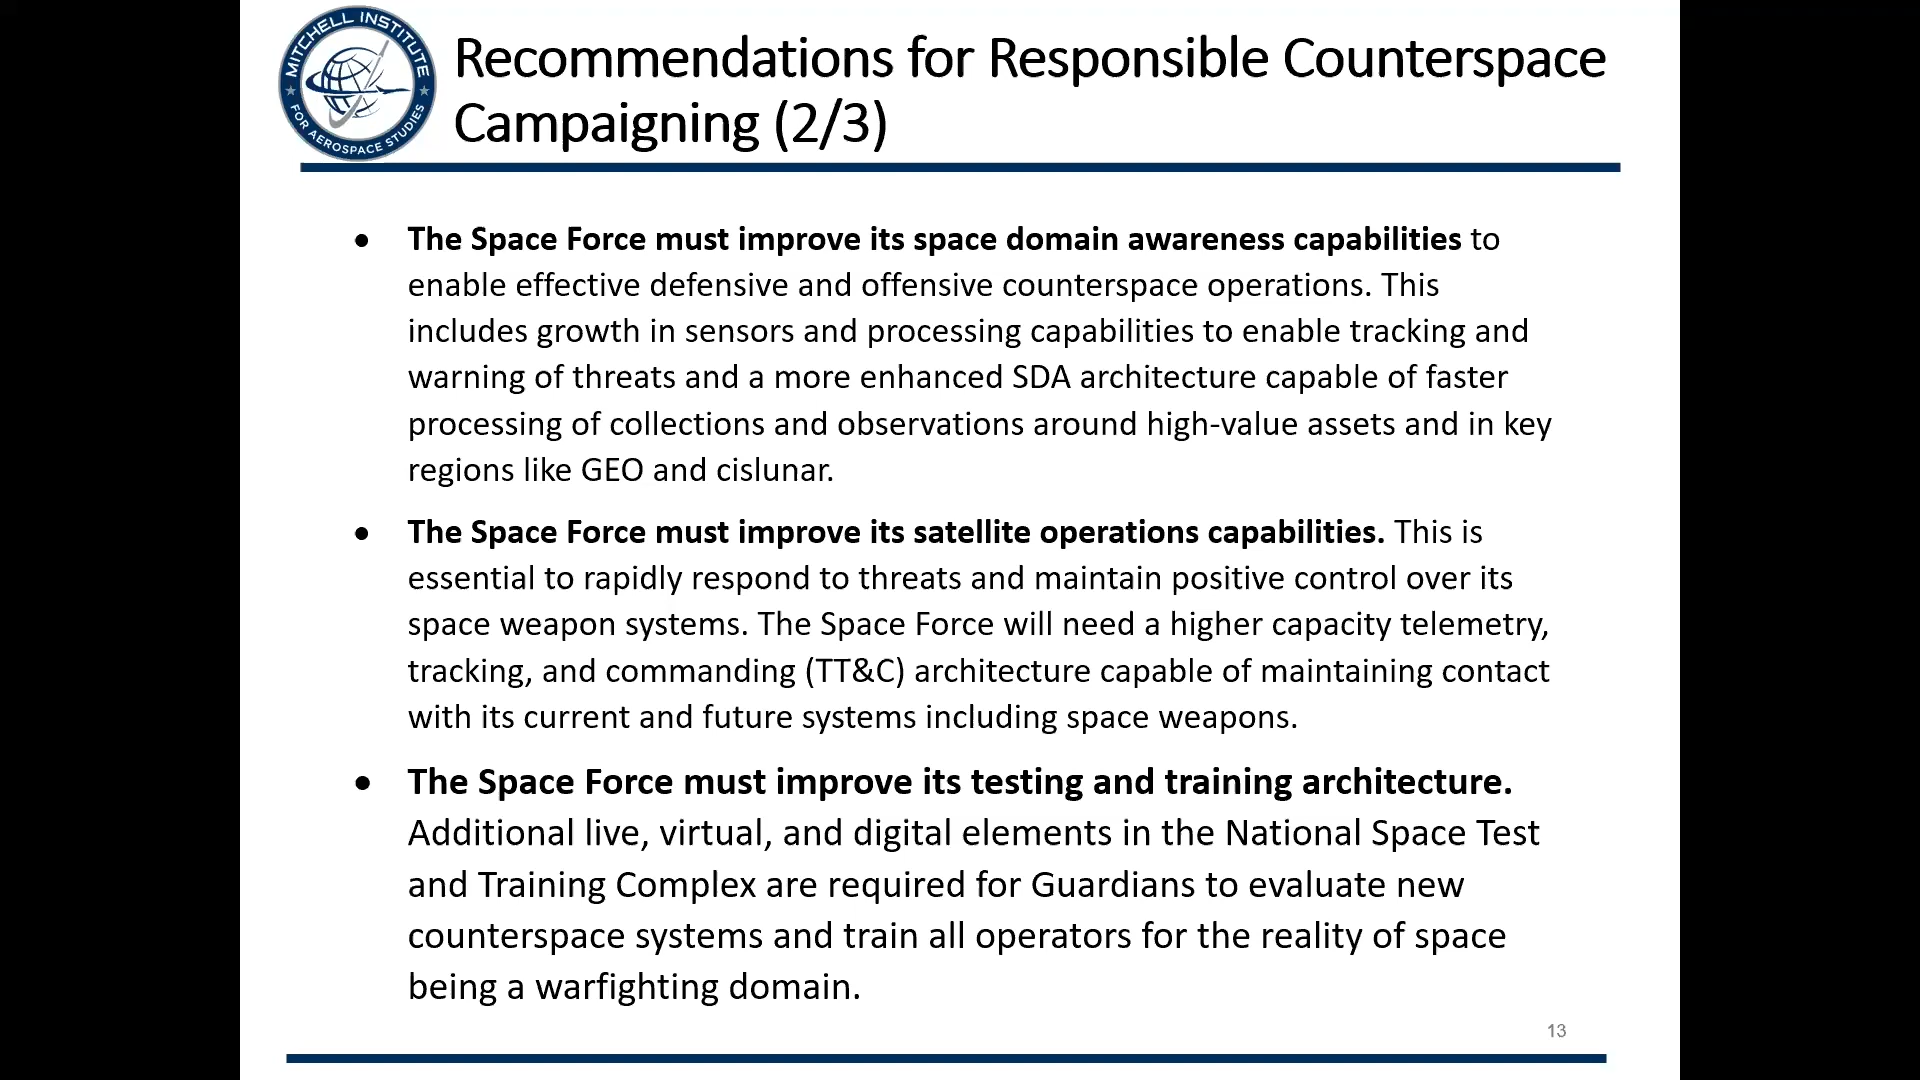 MITCHELL INSTITUTE
FOR AEROSPACE STUDIES
Recommendations for Responsible Counterspace
Campaigning (2/3)
• The Space Force must improve its space domain awareness capabilities to
enable effective defensive and offensive counterspace operations. This
includes growth in sensors and processing capabilities to enable tracking and
warning of threats and a more enhanced SDA architecture capable of faster
processing of collections and observations around high-value assets and in key
regions like GEO and cislunar.
• The Space Force must improve its satellite operations capabilities. This is
essential to rapidly respond to threats and maintain positive control over its
space weapon systems. The Space Force will need a higher capacity telemetry,
tracking, and commanding (TT&C) architecture capable of maintaining contact
with its current and future systems including space weapons.
• The Space Force must improve its testing and training architecture.
Additional live, virtual, and digital elements in the National Space Test
and Training Complex are required for Guardians to evaluate new
counterspace systems and train all operators for the reality of space
being a warfighting domain.
13